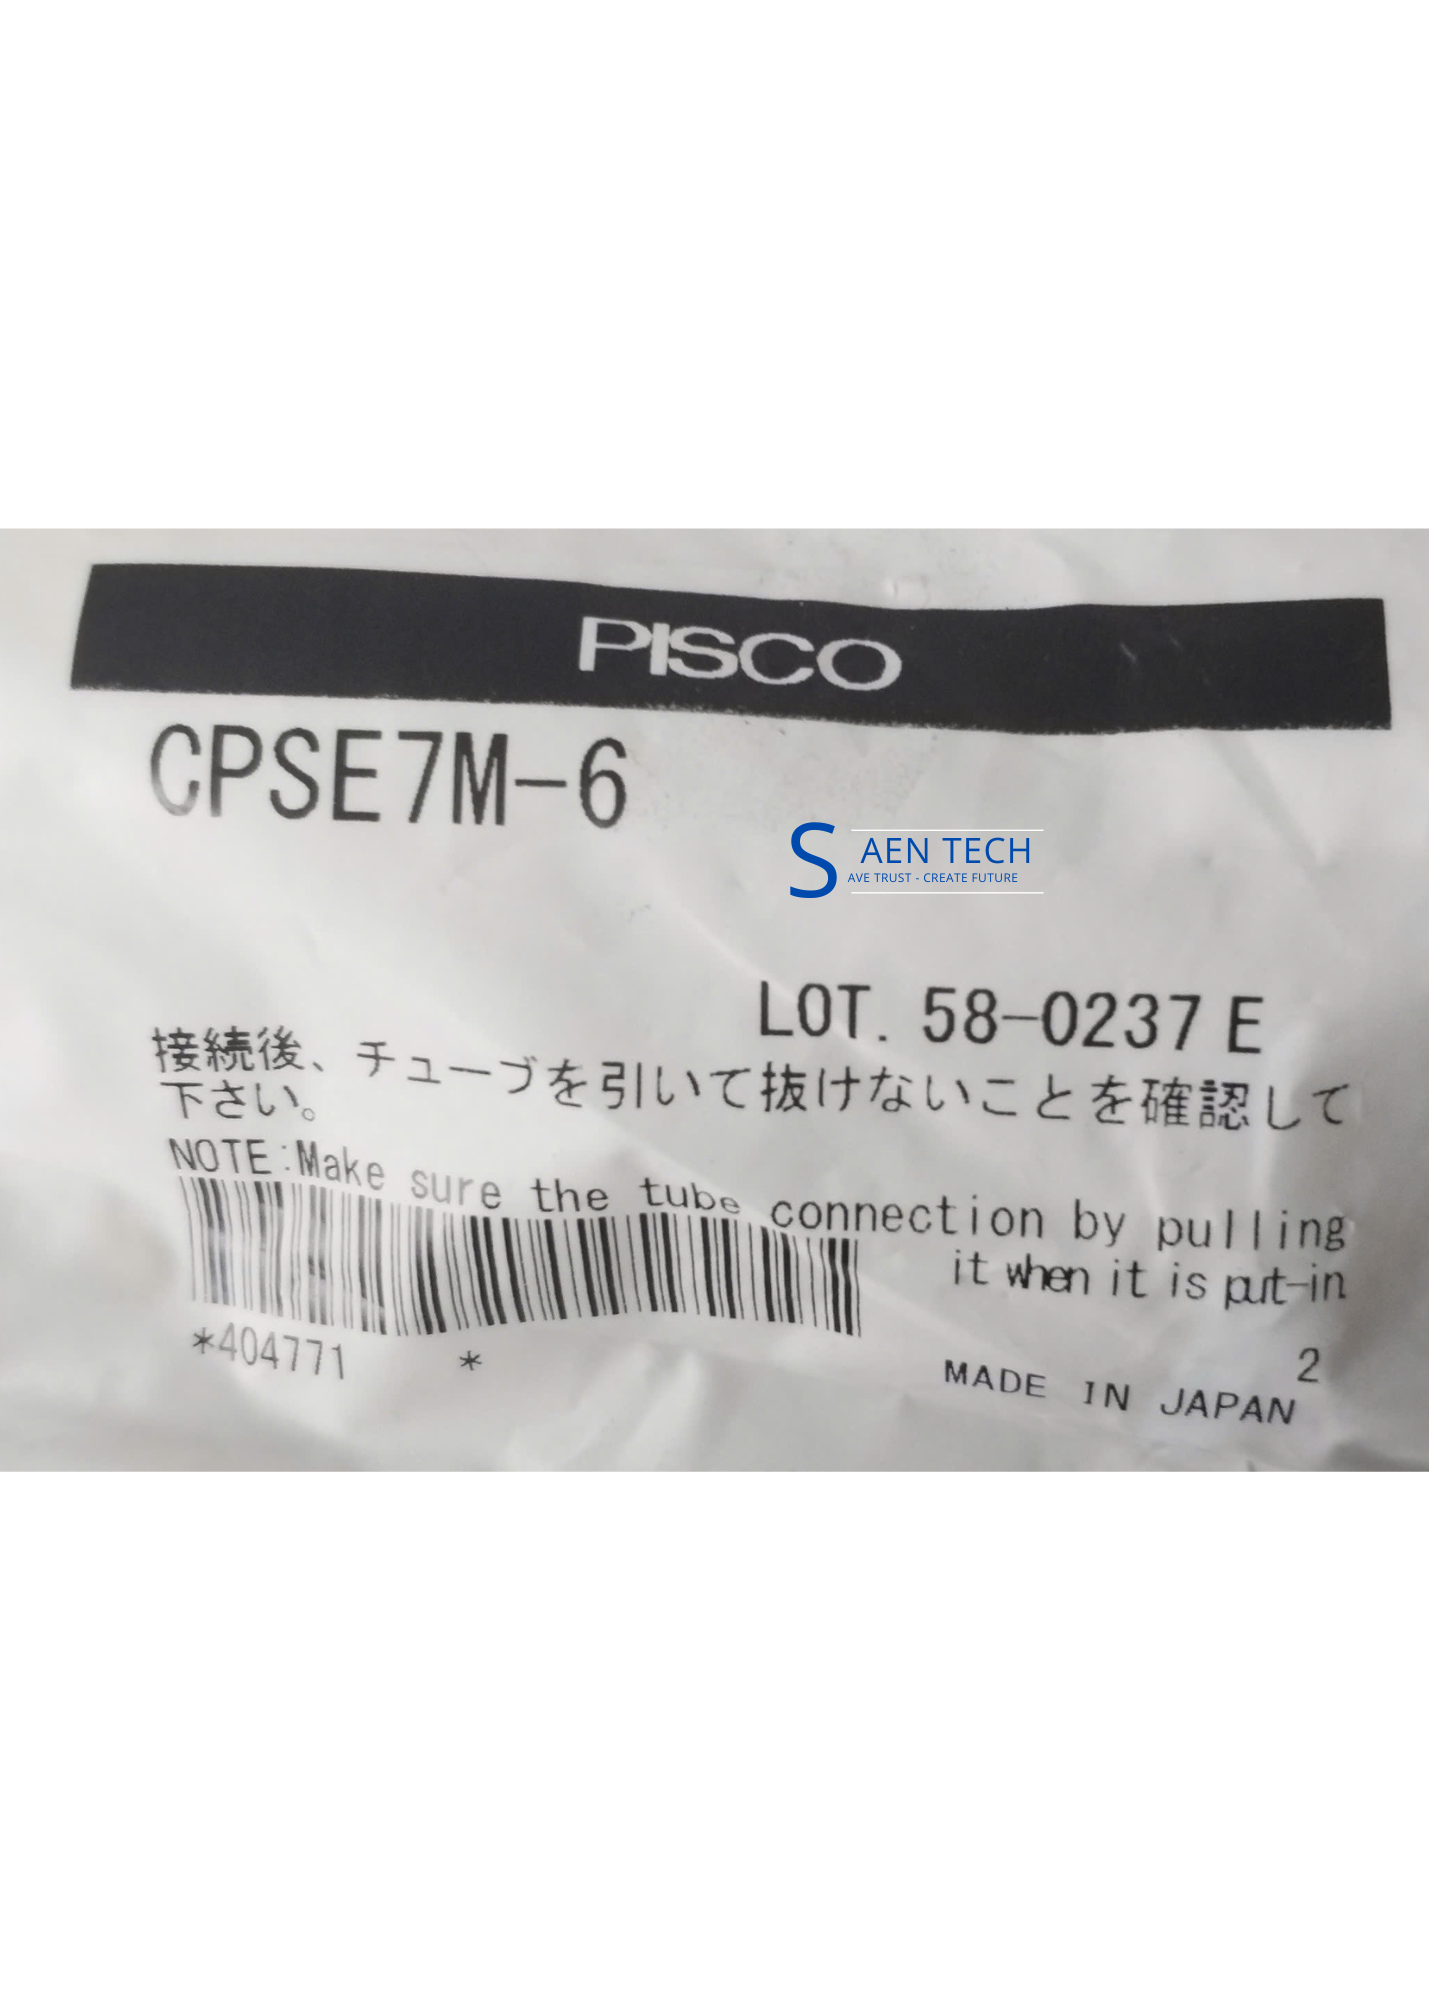 PISCO
CPSE7M-6
SAEN TECH
AVE TRUST - CREATE FUTURE
LOT. 58-0237 E
接続後、チューブを引いて抜けないことを確認して
下さい。
NOTE:Make sure the tube connection by pulling
it when it is put-in
*404771 *
2
MADE IN JAPAN